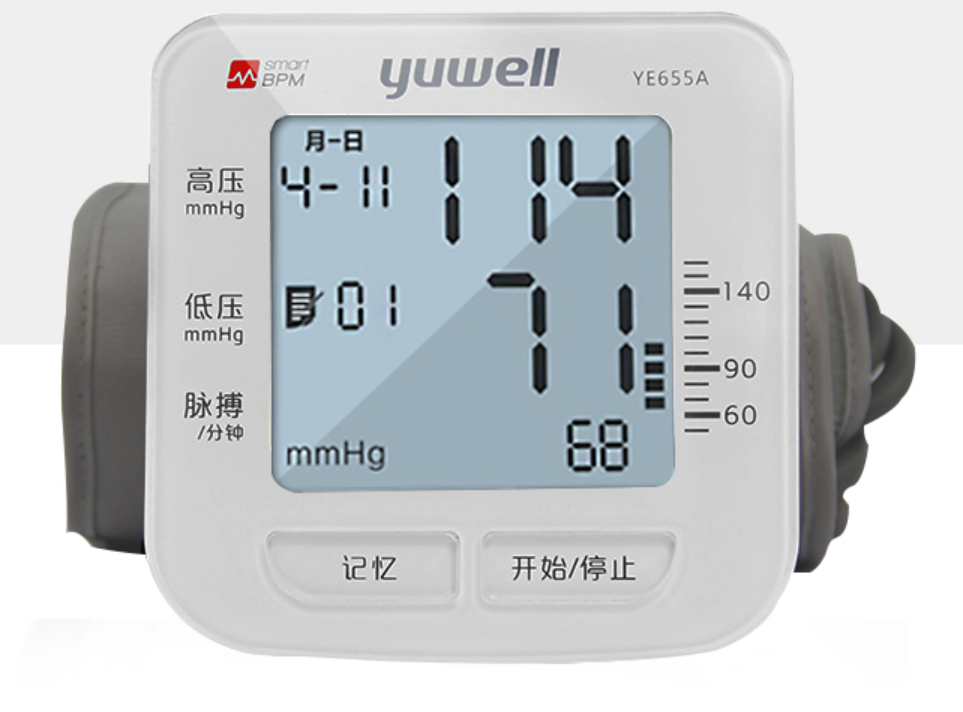 smart
BPM
yuwell
YE655A
月-日
高压
mmHg
4-11
114
低压
mmHg
01
71
140
90
60
脉搏
/分钟
mmHg
68
记忆
开始/停止